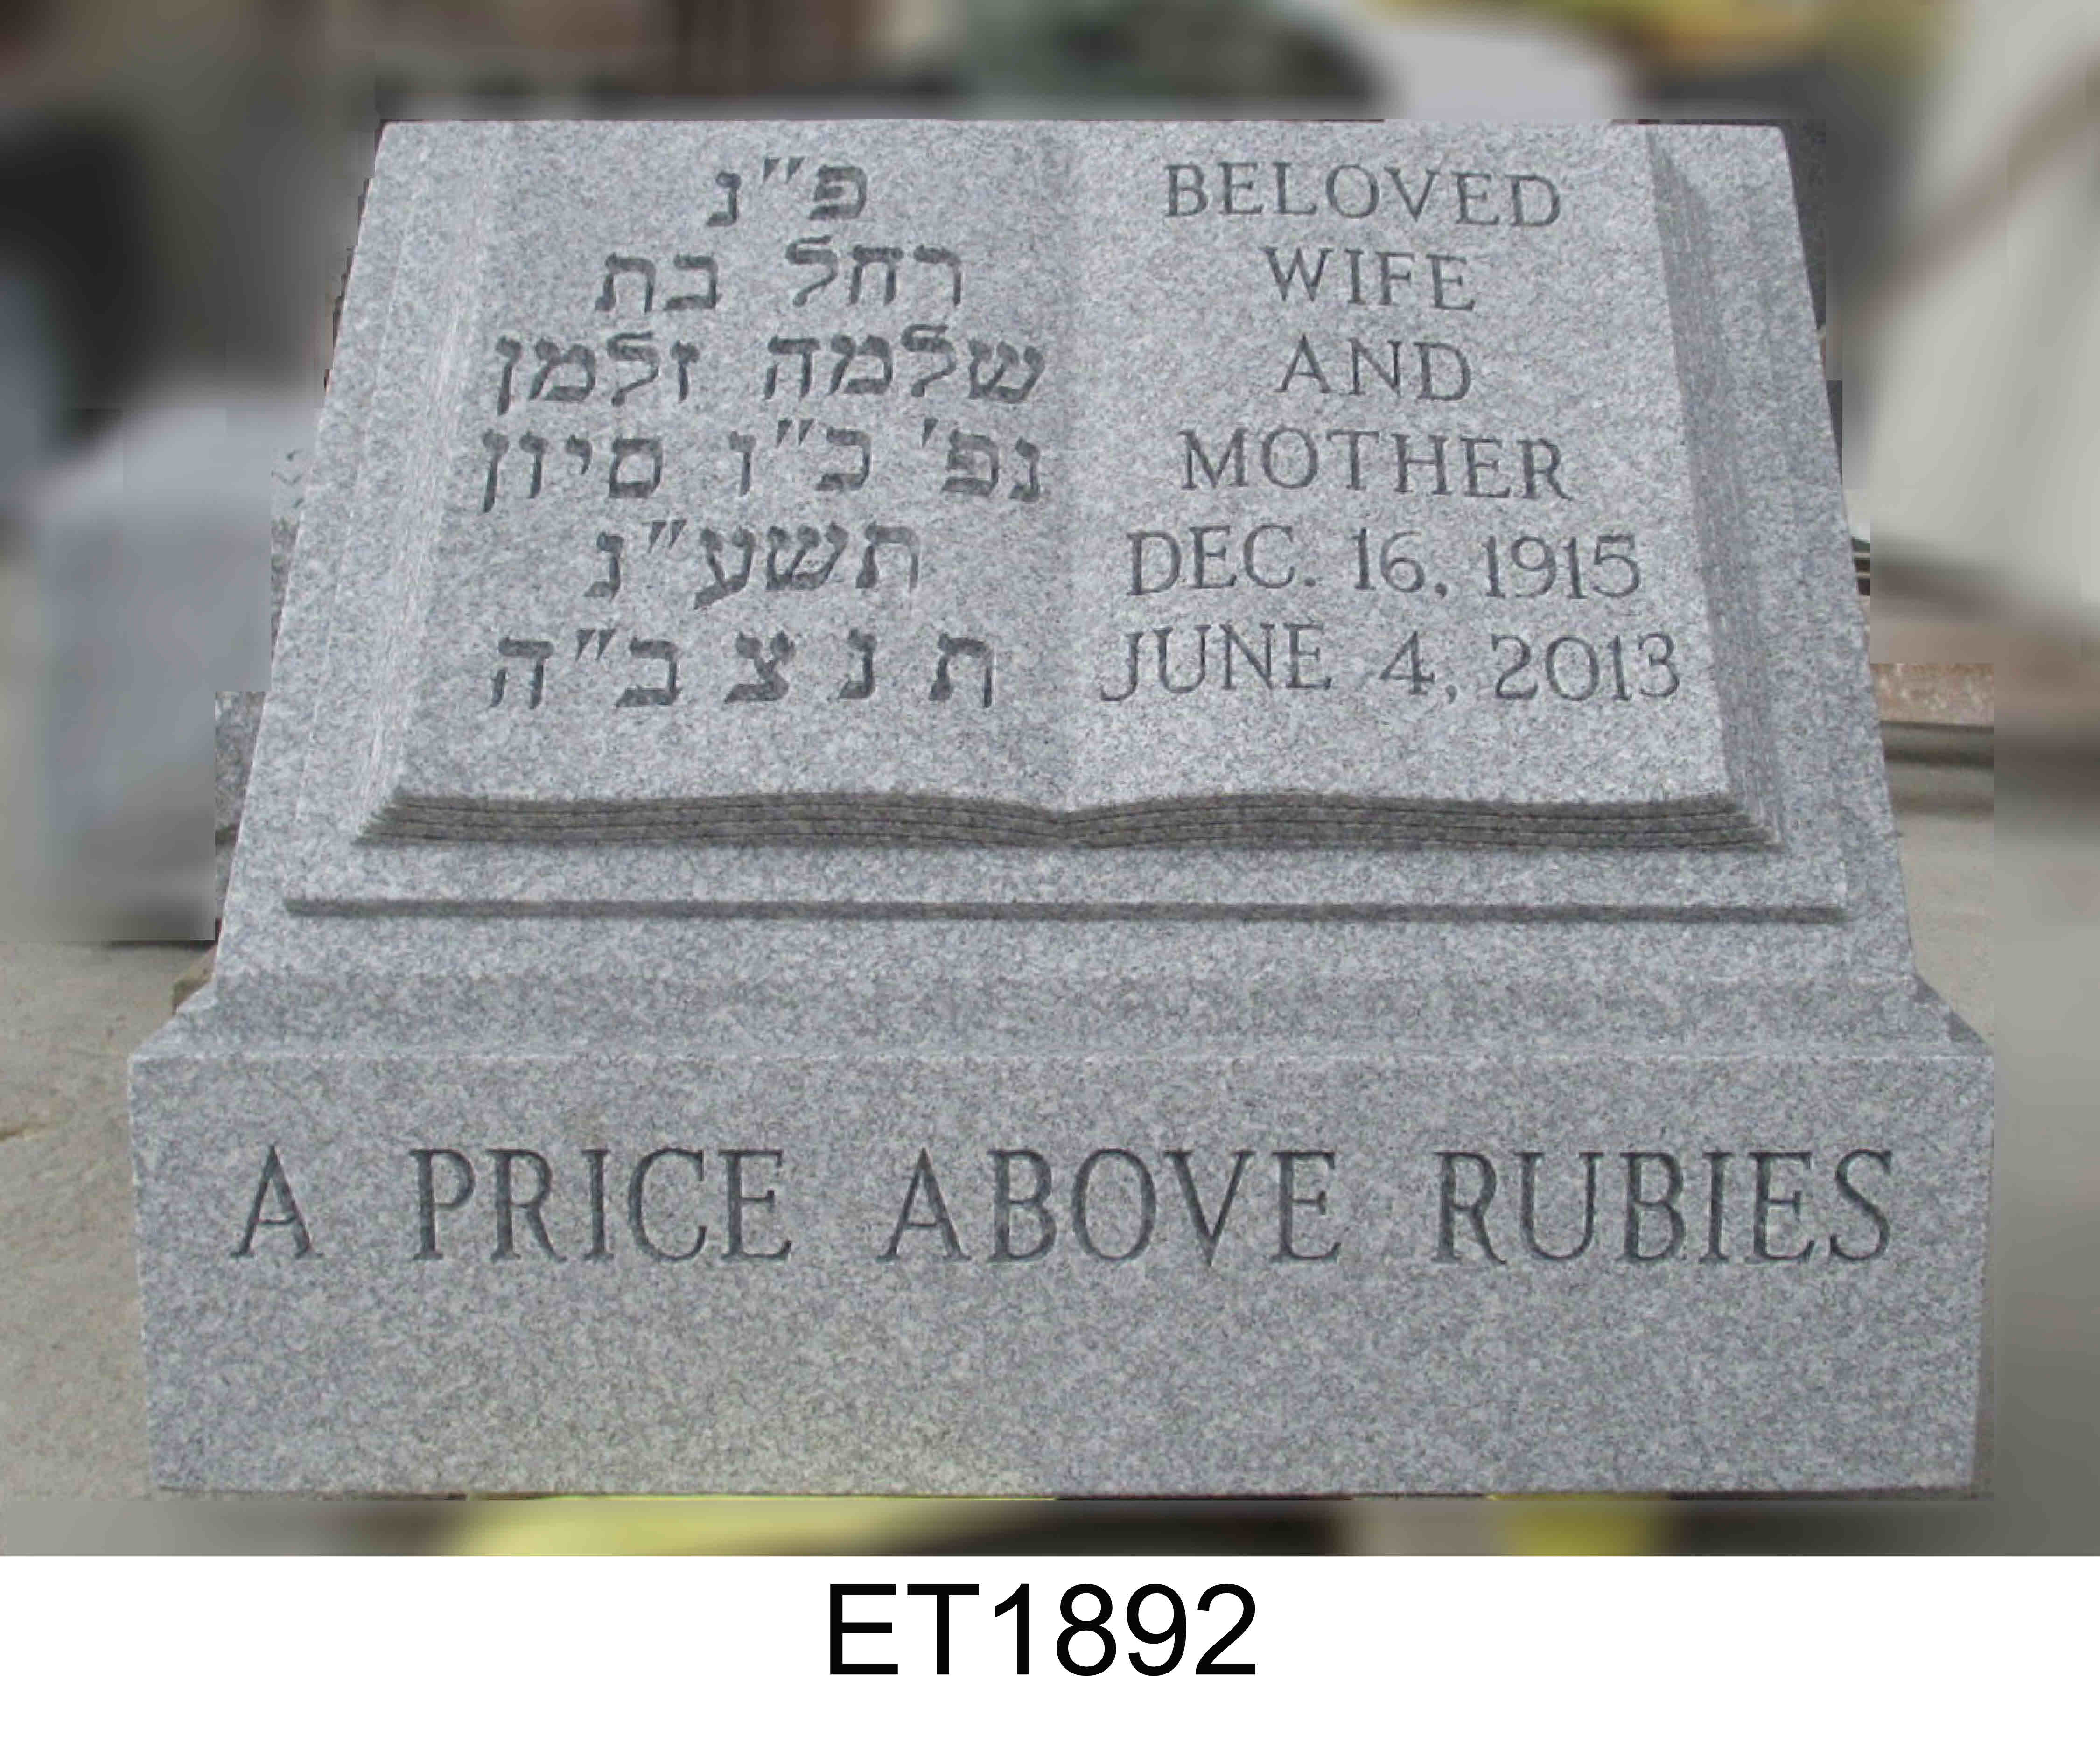 פ"נ
רחל בת
שלמה זלמן
נפ' כ"ו סיון
תשע"ג
ת נ צ ב"ה
BELOVED
WIFE
AND
MOTHER
DEC. 16, 1915
JUNE 4, 2013
A PRICE ABOVE RUBIES
ET1892